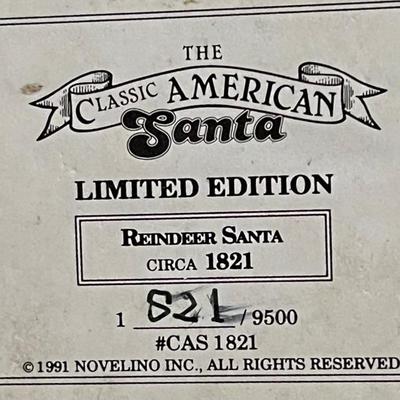 THE
CLASSIC AMERICAN
Santa
LIMITED EDITION
REINDEER SANTA
CIRCA 1821
1 821 / 9500
#CAS 1821
©1991 NOVELINO INC., ALL RIGHTS RESERVED